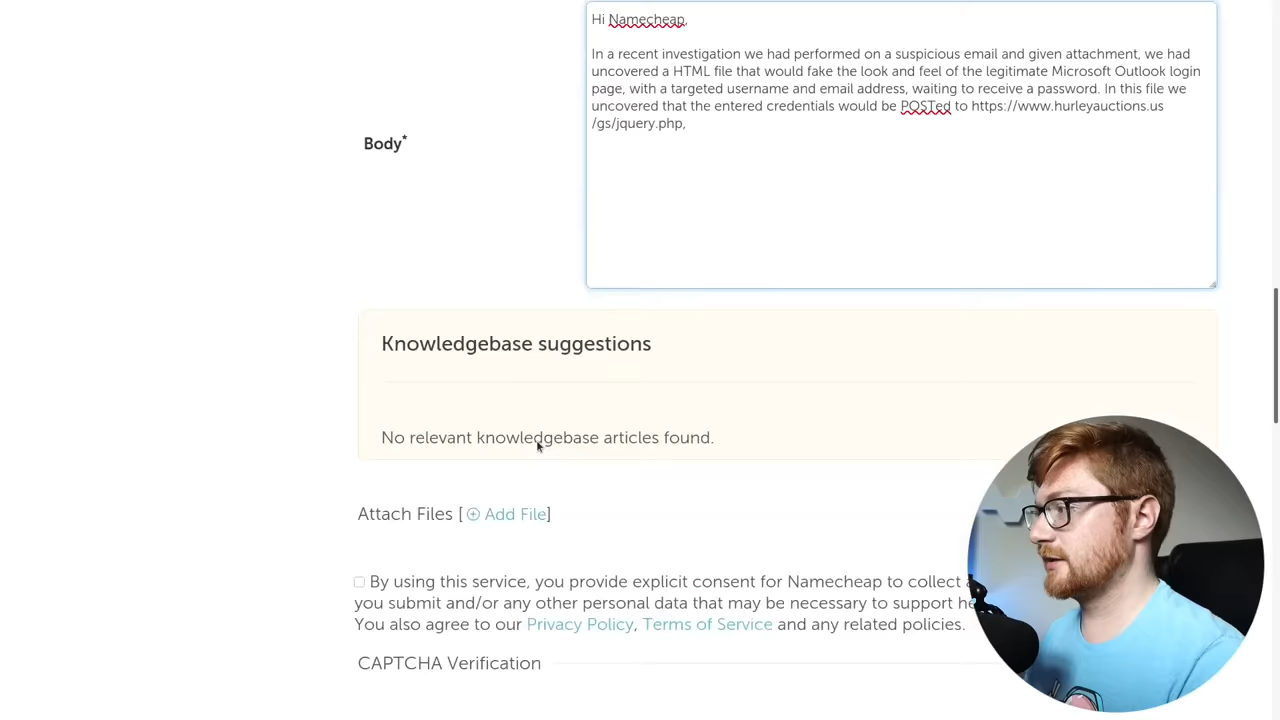 Hi Namecheap,
In a recent investigation we had performed on a suspicious email and given attachment, we had
uncovered a HTML file that would fake the look and feel of the legitimate Microsoft Outlook login
page, with a targeted username and email address, waiting to receive a password. In this file we
uncovered that the entered credentials would be POSTed to https://www.hurleyauctions.us
/gs/jquery.php,
Body*
Knowledgebase suggestions
No relevant knowledgebase articles found.
Attach Files [ ⊕ Add File]
By using this service, you provide explicit consent for Namecheap to collect
you submit and/or any other personal data that may be necessary to support
You also agree to our Privacy Policy, Terms of Service and any related policies.
CAPTCHA Verification